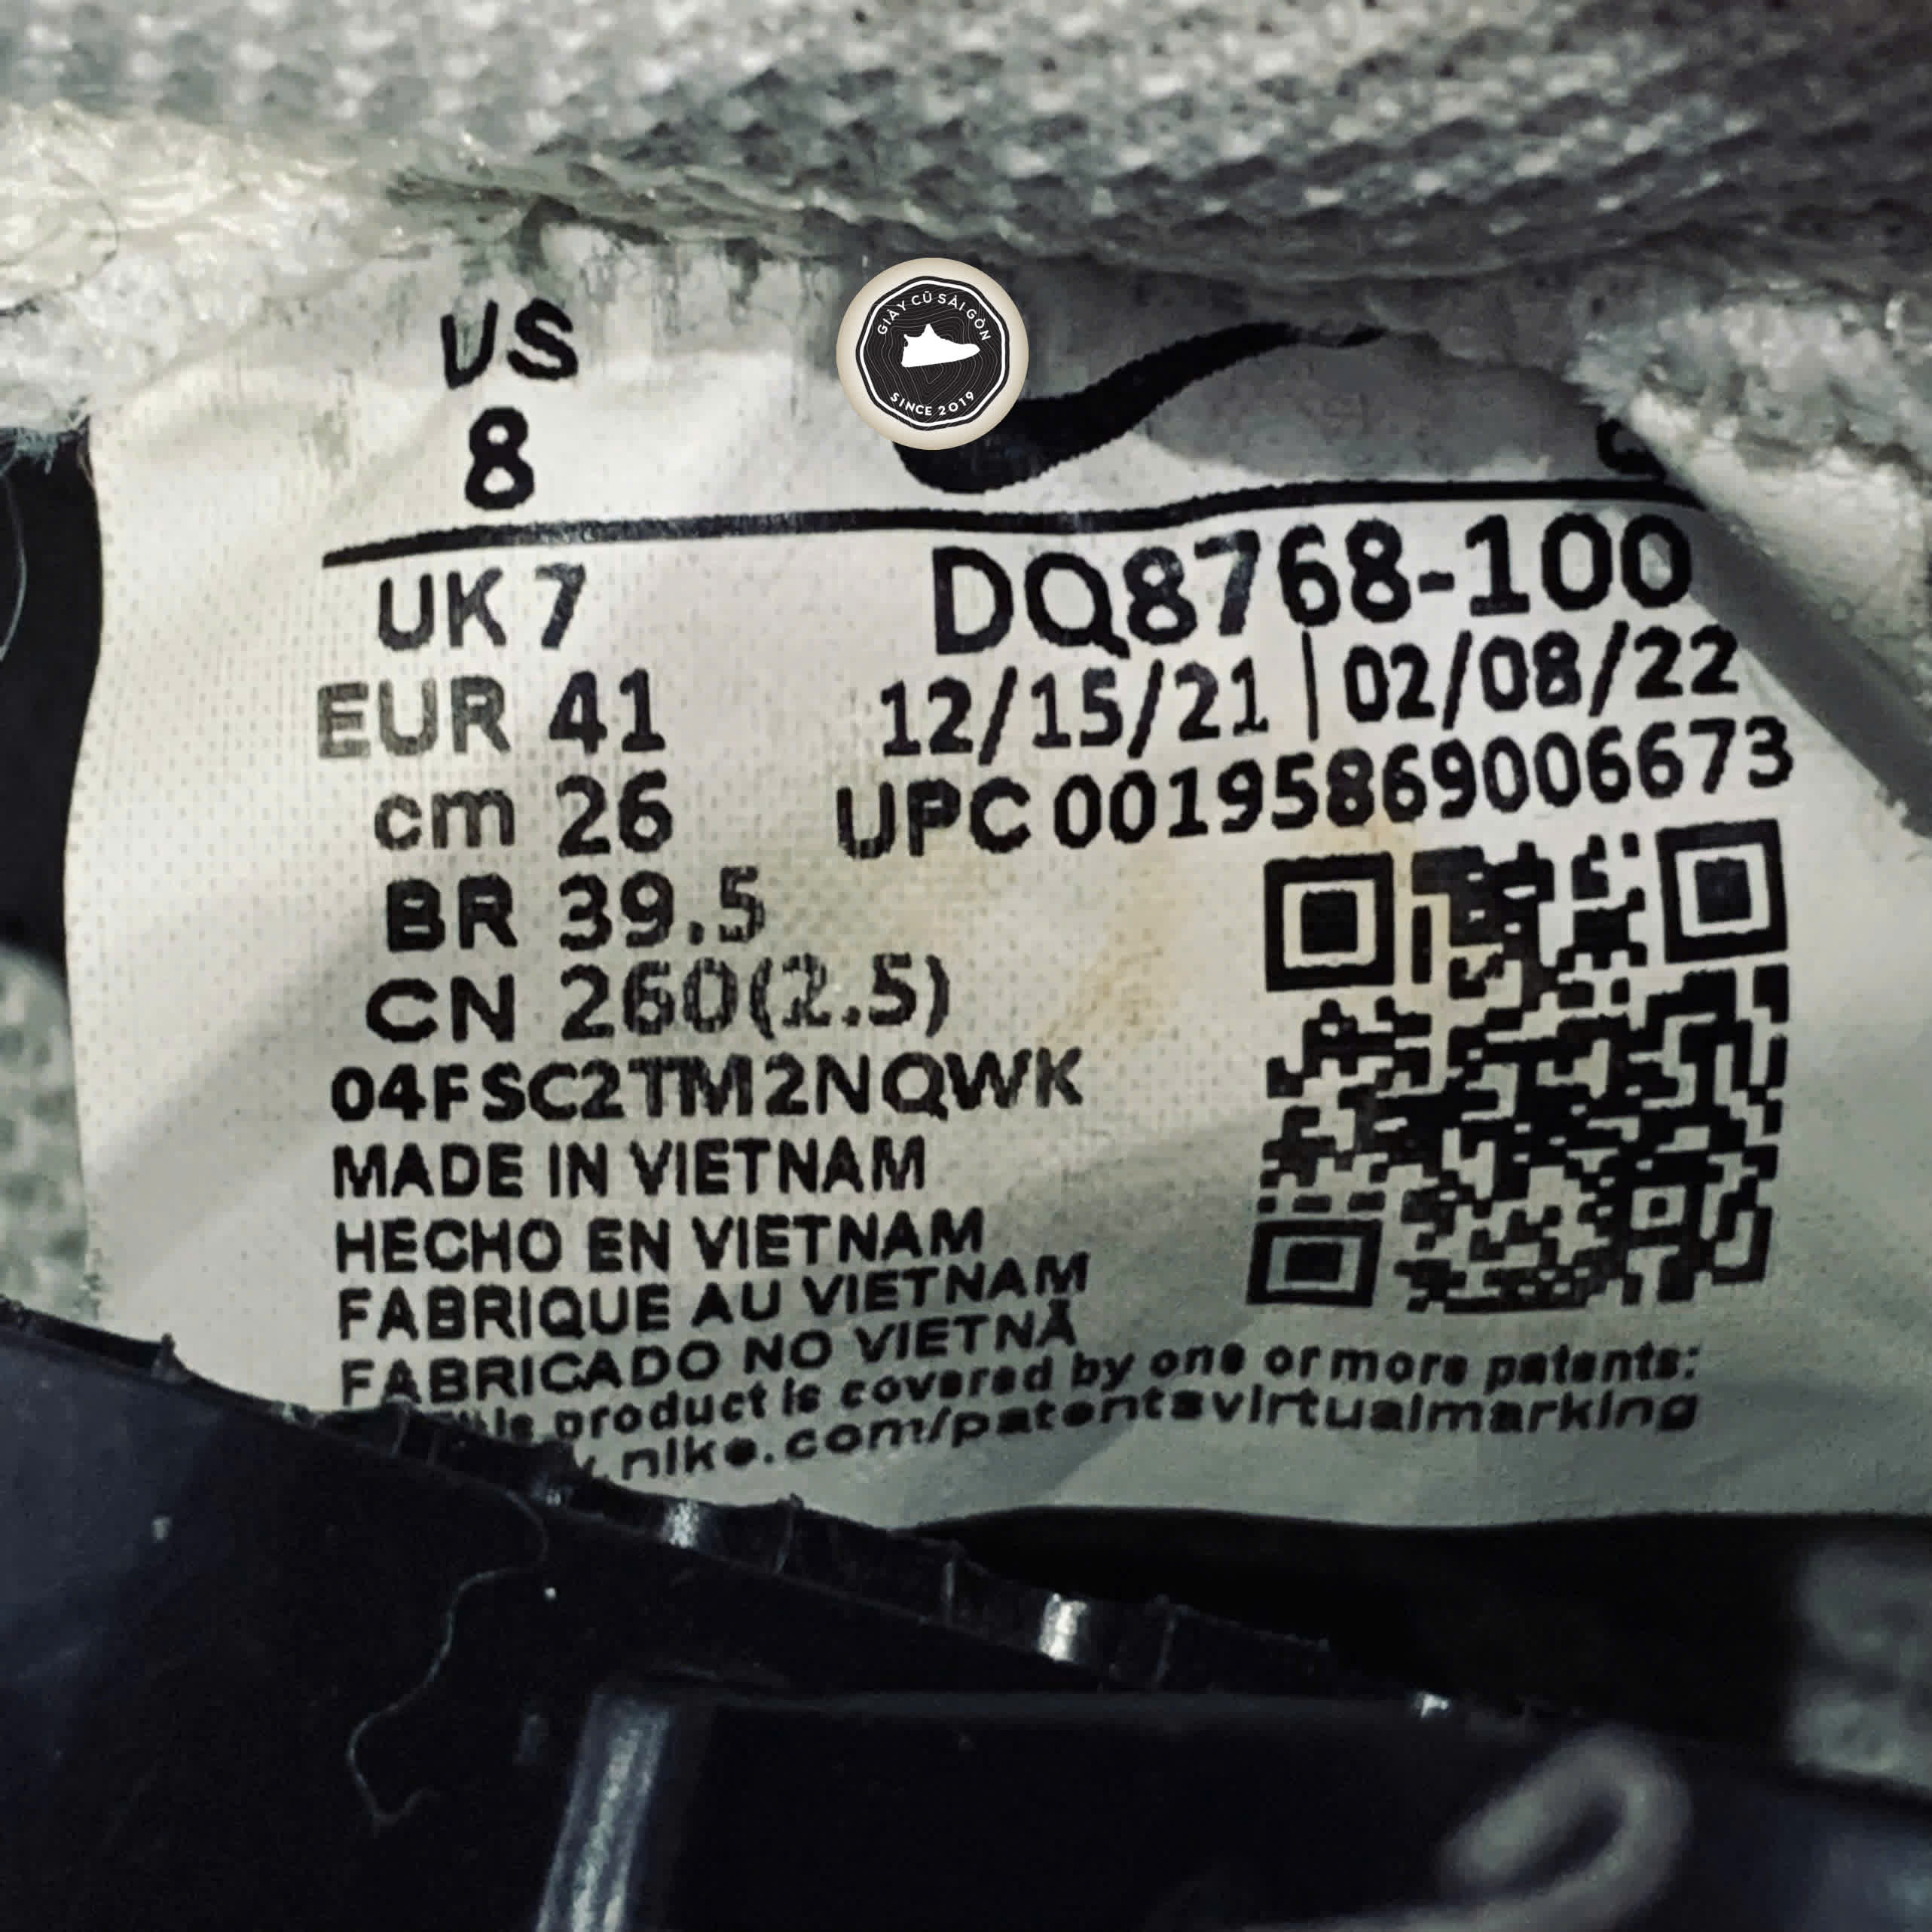 GIÀY CŨ SÀI GÒN
SINCE 2019
US
8
UK 7
EUR 41
cm 26
BR 39.5
CN 260(2.5)
DQ8768-100
12/15/21 | 02/08/22
UPC 00195869006673
04FSC2TM2NQWK
MADE IN VIETNAM
HECHO EN VIETNAM
FABRIQUE AU VIETNAM
FABRICADO NO VIETNÃ
product is covered by one or more patents:
.nike.com/patentsvirtualmarking